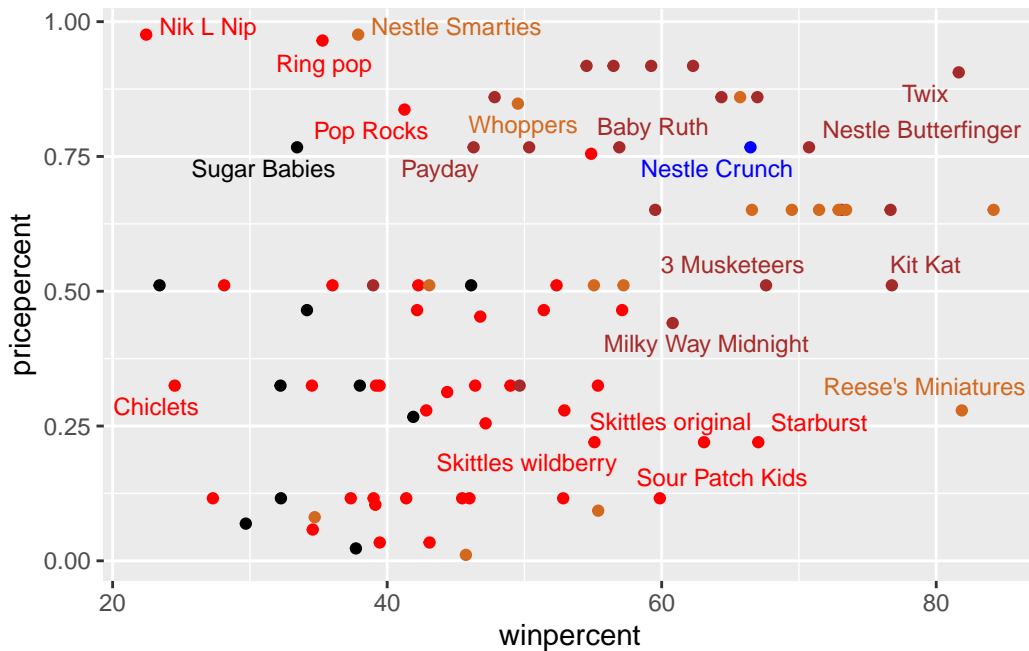 1.00
Nik L Nip
Nestle Smarties
Ring pop
Twix
Pop Rocks
Whoppers
Baby Ruth
Nestle Butterfinger
0.75
Sugar Babies
Payday
Nestle Crunch
3 Musketeers
Kit Kat
0.50
Milky Way Midnight
Chiclets
Reese's Miniatures
0.25
Skittles original
Starburst
Skittles wildberry
Sour Patch Kids
0.00
20
40
60
80
winpercent
pricepercent